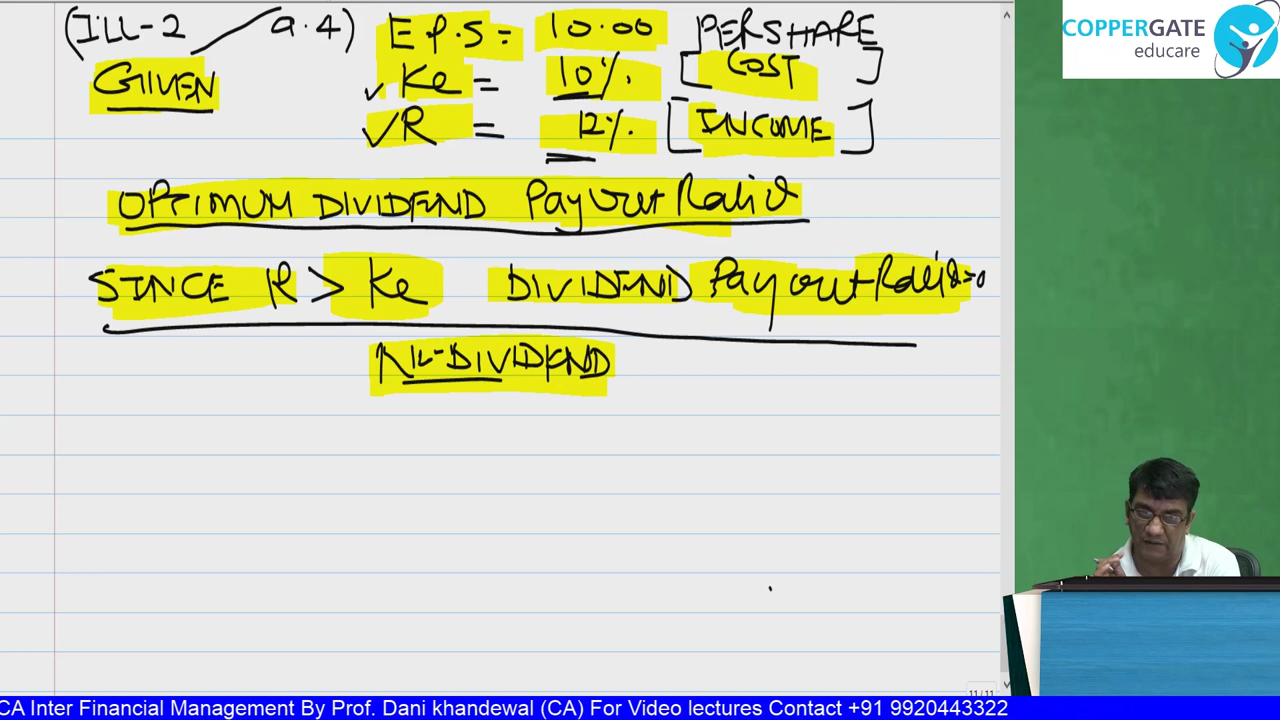 (ILL-2 / Q.4) E.P.S = 10.00 PER SHARE
GIVEN ✓ Ke = 10% [COST]
✓ R = 12% [INCOME]
OPTIMUM DIVIDEND Payout Ratio
SINCE R > Ke DIVIDEND Payout Ratio=0
NIL-DIVIDEND
COPPERGATE
educare
11/11
CA Inter Financial Management By Prof. Dani khandewal (CA) For Video lectures Contact +91 9920443322